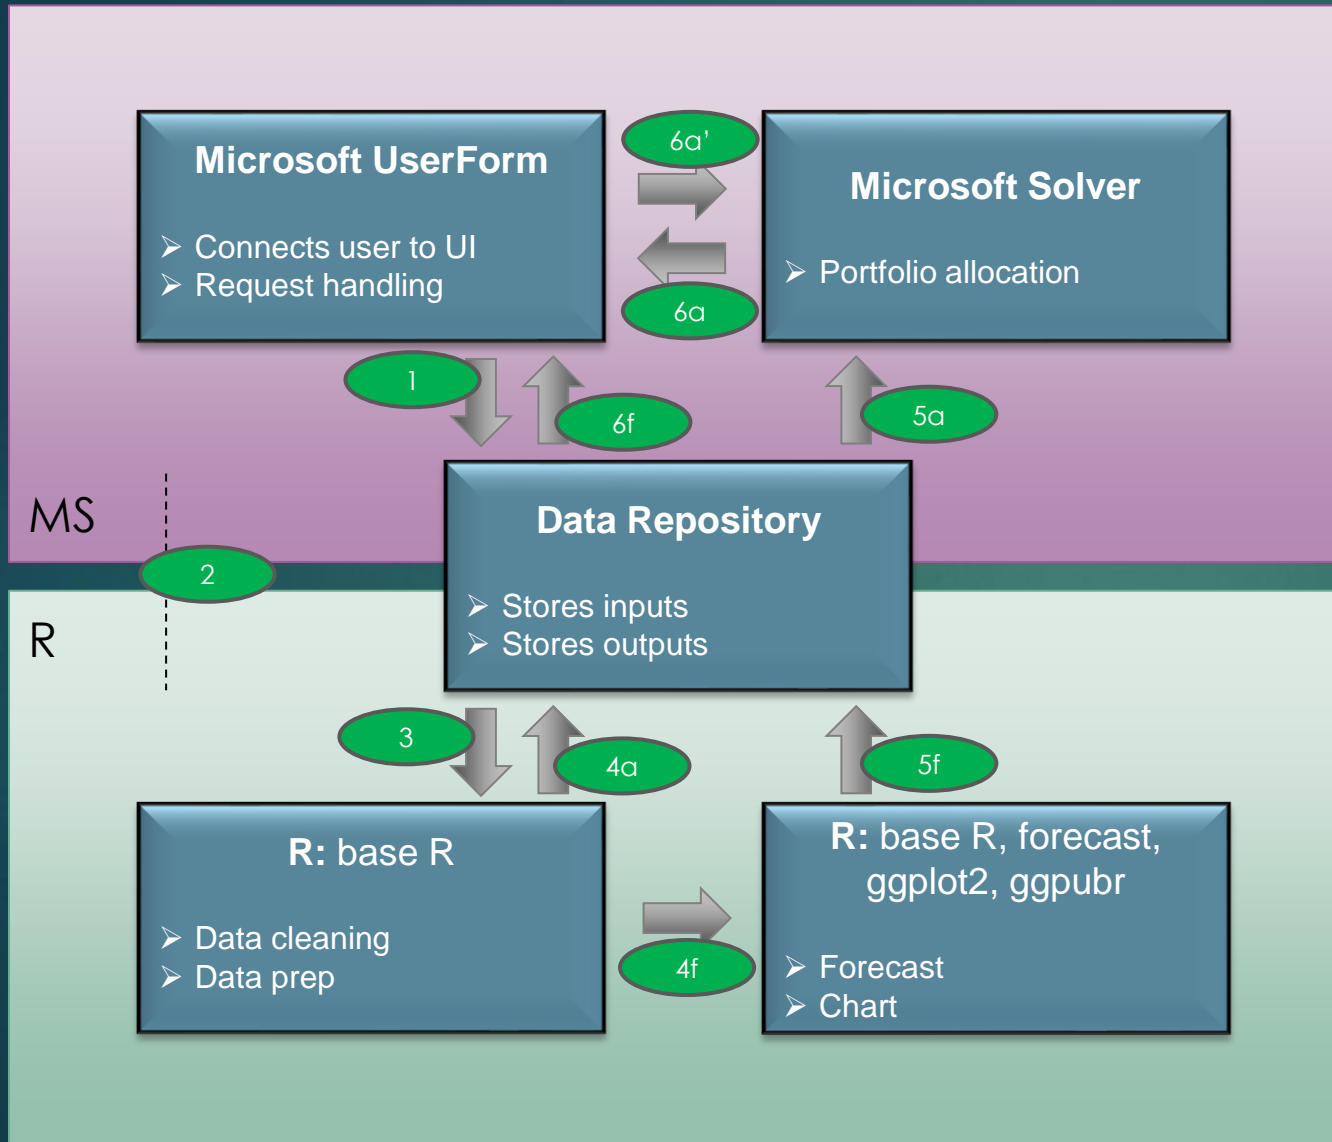 Microsoft UserForm
➢ Connects user to UI
➢ Request handling
6a’
6a
Microsoft Solver
➢ Portfolio allocation
1
6f
5a
MS
2
R
Data Repository
➢ Stores inputs
➢ Stores outputs
3
4a
5f
R: base R
➢ Data cleaning
➢ Data prep
4f
R: base R, forecast,
ggplot2, ggpubr
➢ Forecast
➢ Chart